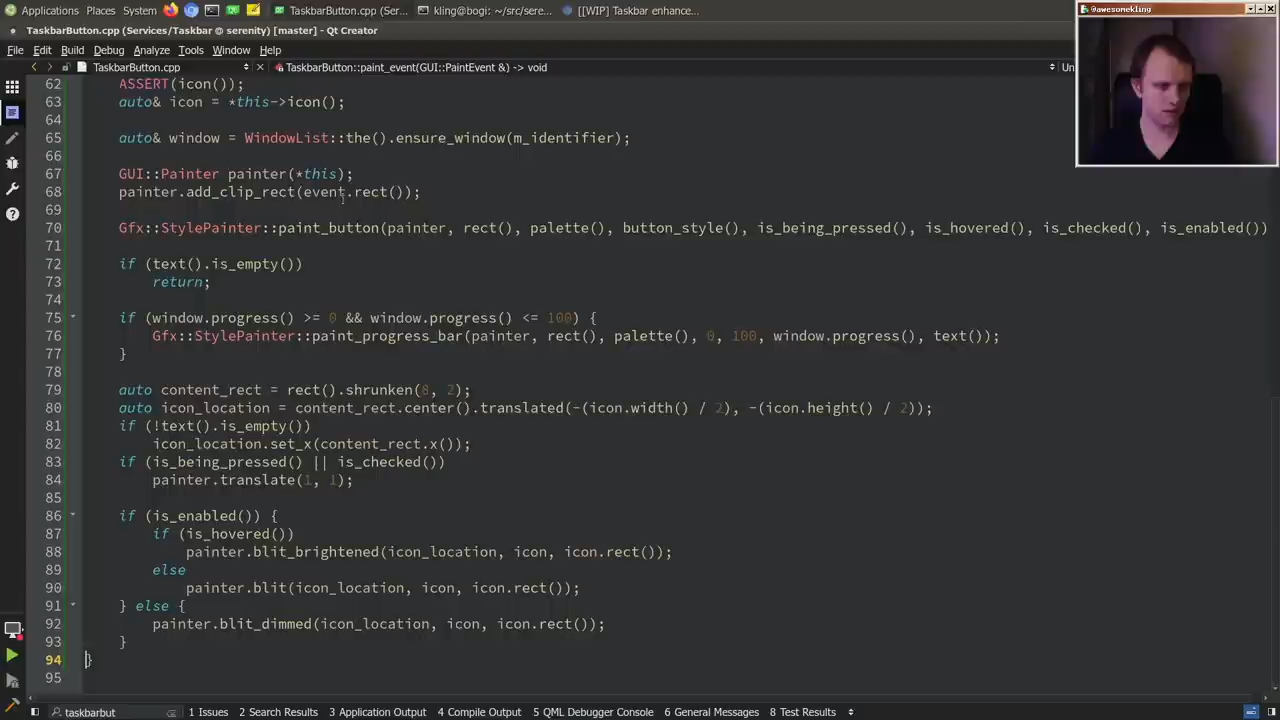 Applications Places System TaskbarButton.cpp (Ser... kling@bogi: ~/src/sere... [[WIP] Taskbar enhance...
@awesomekling
TaskbarButton.cpp (Services/Taskbar @ serenity) [master] - Qt Creator
File Edit Build Debug Analyze Tools Window Help
TaskbarButton.cpp TaskbarButton::paint_event(GUI::PaintEvent &) -> void Un
62 ASSERT(icon());
63 auto& icon = *this->icon();
64
65 auto& window = WindowList::the().ensure_window(m_identifier);
66
67 GUI::Painter painter(*this);
68 painter.add_clip_rect(event.rect());
69
70 Gfx::StylePainter::paint_button(painter, rect(), palette(), button_style(), is_being_pressed(), is_hovered(), is_checked(), is_enabled())
71
72 if (text().is_empty())
73 return;
74
75 if (window.progress() >= 0 && window.progress() <= 100) {
76 Gfx::StylePainter::paint_progress_bar(painter, rect(), palette(), 0, 100, window.progress(), text());
77 }
78
79 auto content_rect = rect().shrunken(8, 2);
80 auto icon_location = content_rect.center().translated(-(icon.width() / 2), -(icon.height() / 2));
81 if (!text().is_empty())
82 icon_location.set_x(content_rect.x());
83 if (is_being_pressed() || is_checked())
84 painter.translate(1, 1);
85
86 if (is_enabled()) {
87 if (is_hovered())
88 painter.blit_brightened(icon_location, icon, icon.rect());
89 else
90 painter.blit(icon_location, icon, icon.rect());
91 } else {
92 painter.blit_dimmed(icon_location, icon, icon.rect());
93 }
94 }
95
taskbarbut 1 Issues 2 Search Results 3 Application Output 4 Compile Output 5 QML Debugger Console 6 General Messages 8 Test Results